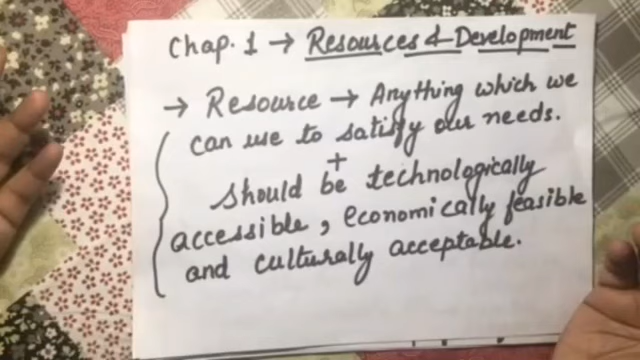 Chap. 1 → Resources & Development
→ Resource → Anything which we
can use to satisfy our needs.
+
should be technologically
accessible, economically feasible
and culturally acceptable.